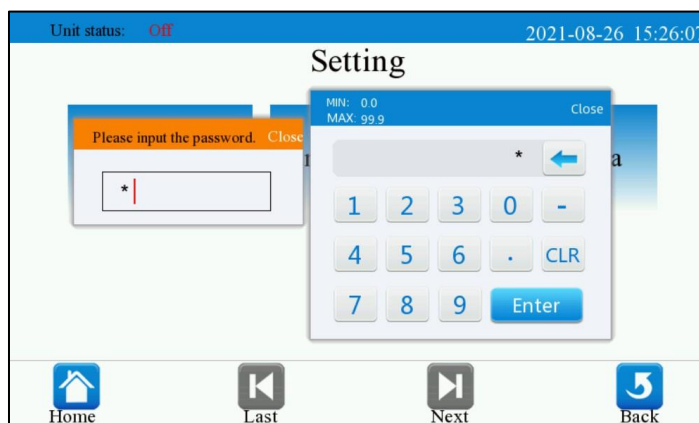 Unit status: Off 2021-08-26 15:26:07
Setting
Please input the password. Close
*
MIN: 0.0
MAX: 99.9
Close
*
1 2 3 0 -
4 5 6 . CLR
7 8 9 Enter
a
Home Last Next Back